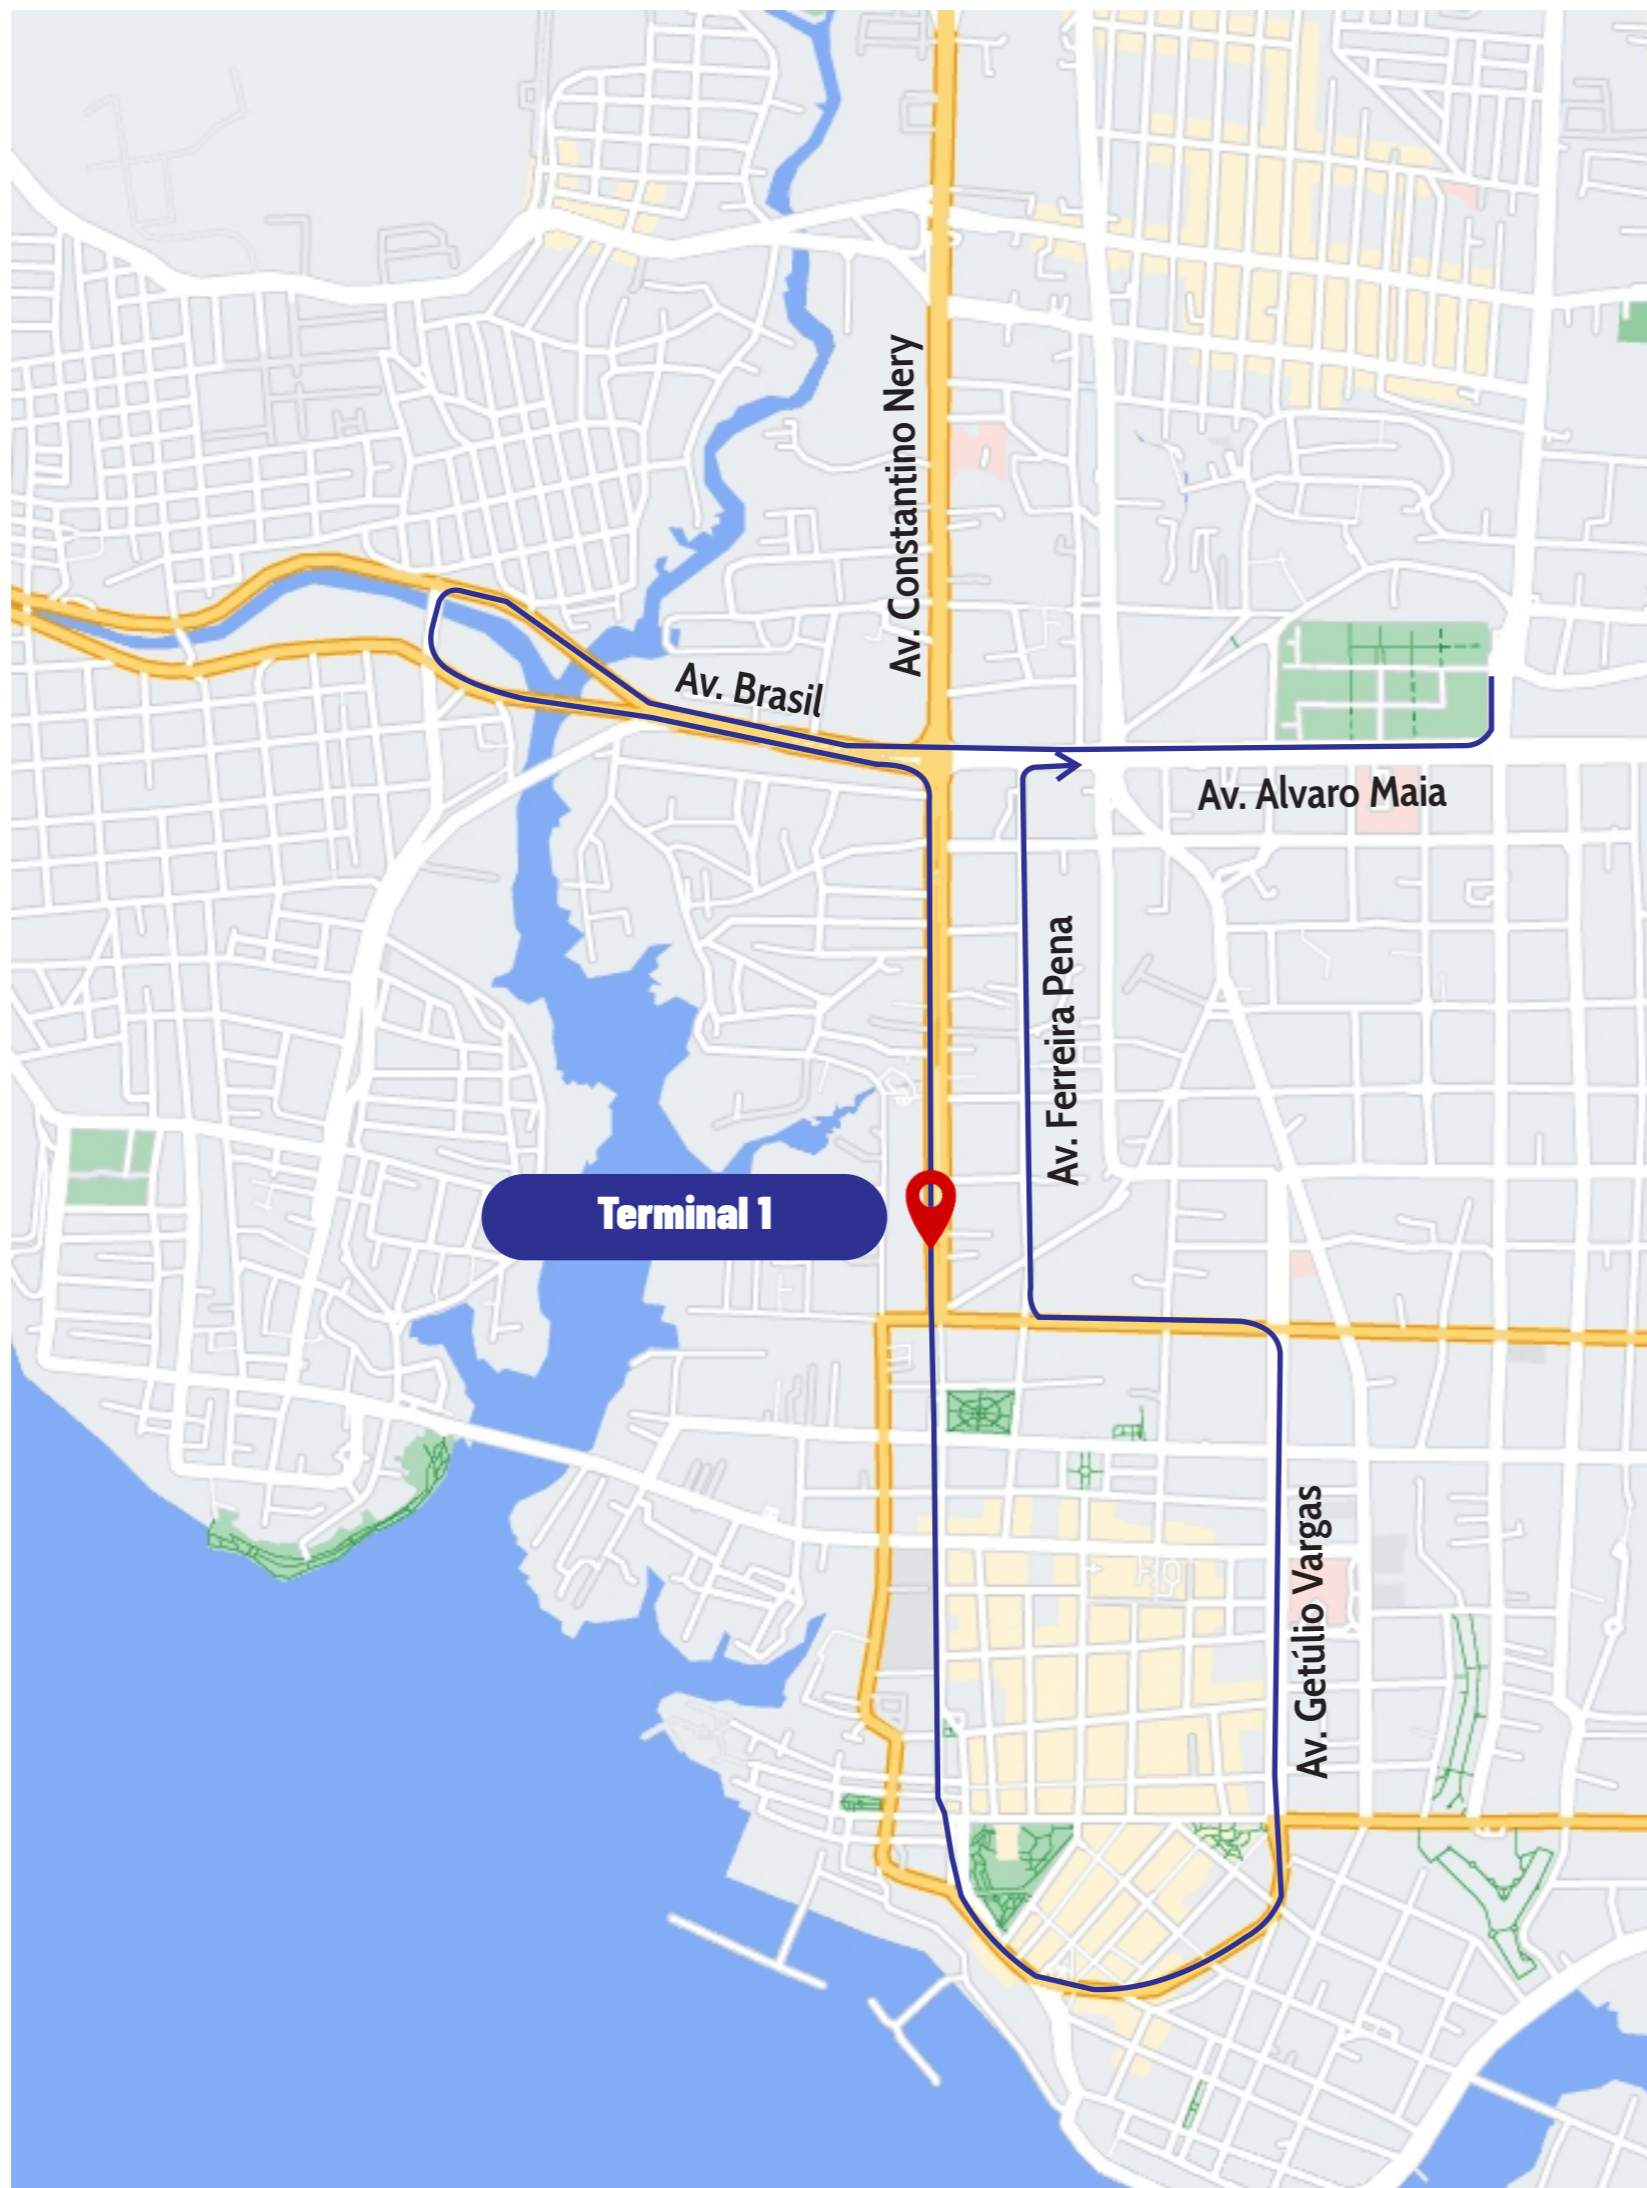 Av. Constantino Nery
Av. Brasil
Av. Alvaro Maia
Av. Ferreira Pena
Terminal 1
Av. Getúlio Vargas